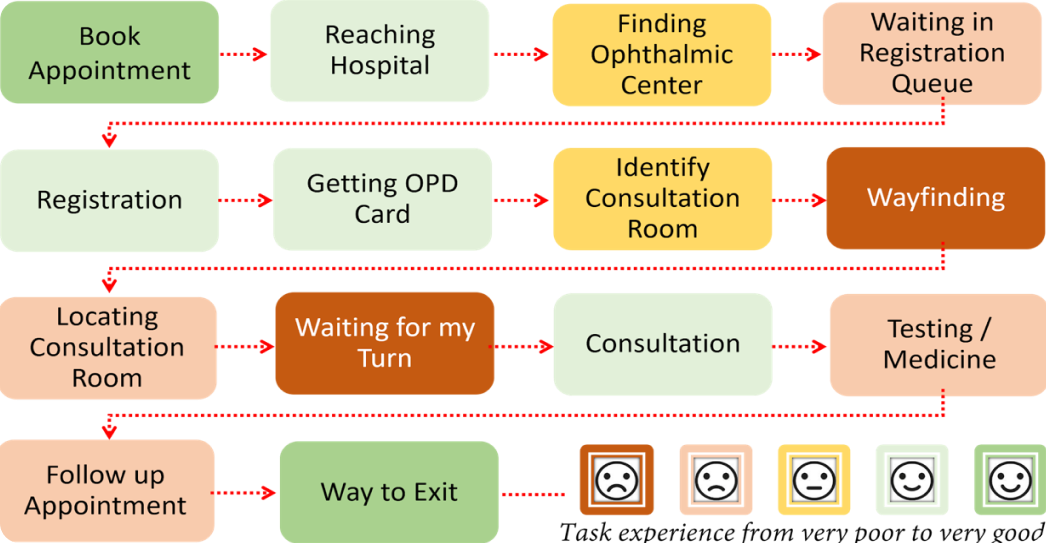 Book
Appointment
Reaching
Hospital
Finding
Ophthalmic
Center
Waiting in
Registration
Queue
Registration
Getting OPD
Card
Identify
Consultation
Room
Wayfinding
Locating
Consultation
Room
Waiting for my
Turn
Consultation
Testing /
Medicine
Follow up
Appointment
Way to Exit
Task experience from very poor to very good